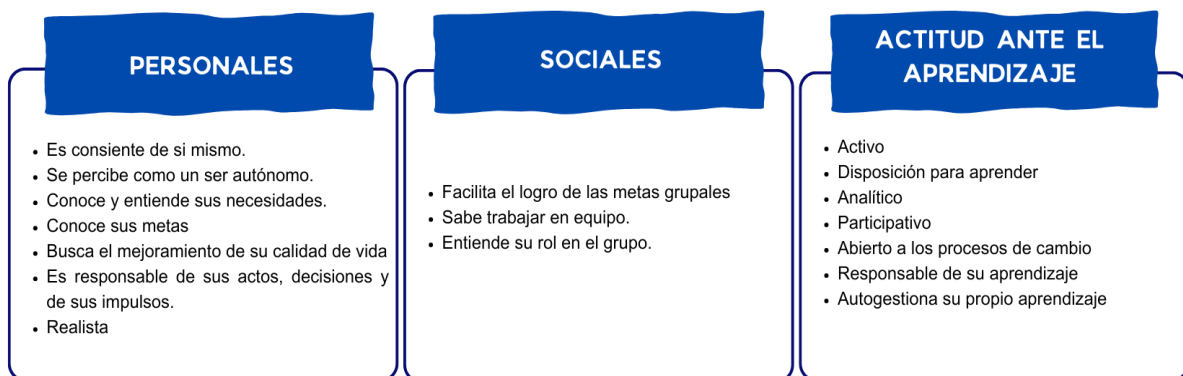 PERSONALES
• Es consiente de si mismo.
• Se percibe como un ser autónomo.
• Conoce y entiende sus necesidades.
• Conoce sus metas
• Busca el mejoramiento de su calidad de vida
• Es responsable de sus actos, decisiones y
de sus impulsos.
• Realista
SOCIALES
• Facilita el logro de las metas grupales
• Sabe trabajar en equipo.
• Entiende su rol en el grupo.
ACTITUD ANTE EL
APRENDIZAJE
• Activo
• Disposición para aprender
• Analítico
• Participativo
• Abierto a los procesos de cambio
• Responsable de su aprendizaje
• Autogestiona su propio aprendizaje